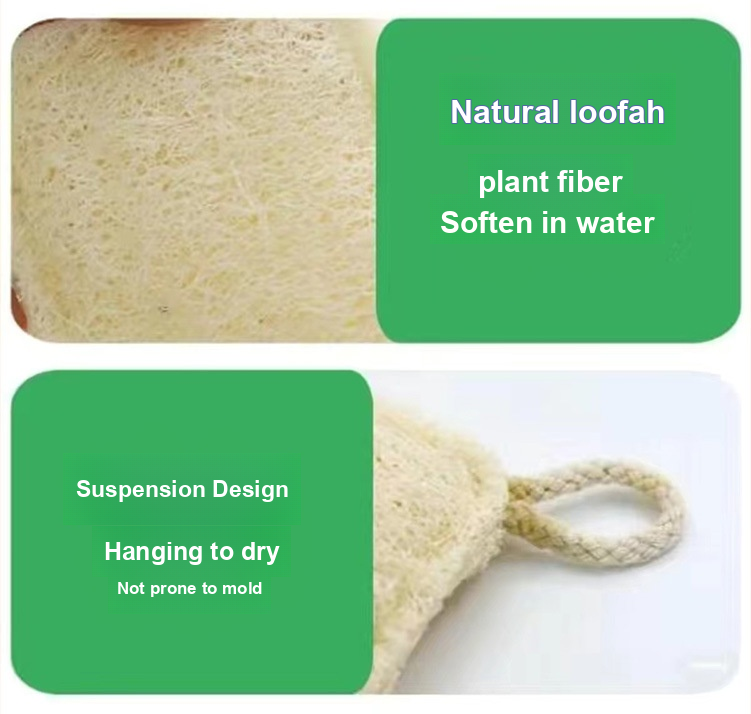 Natural loofah
plant fiber
Soften in water
Suspension Design
Hanging to dry
Not prone to mold